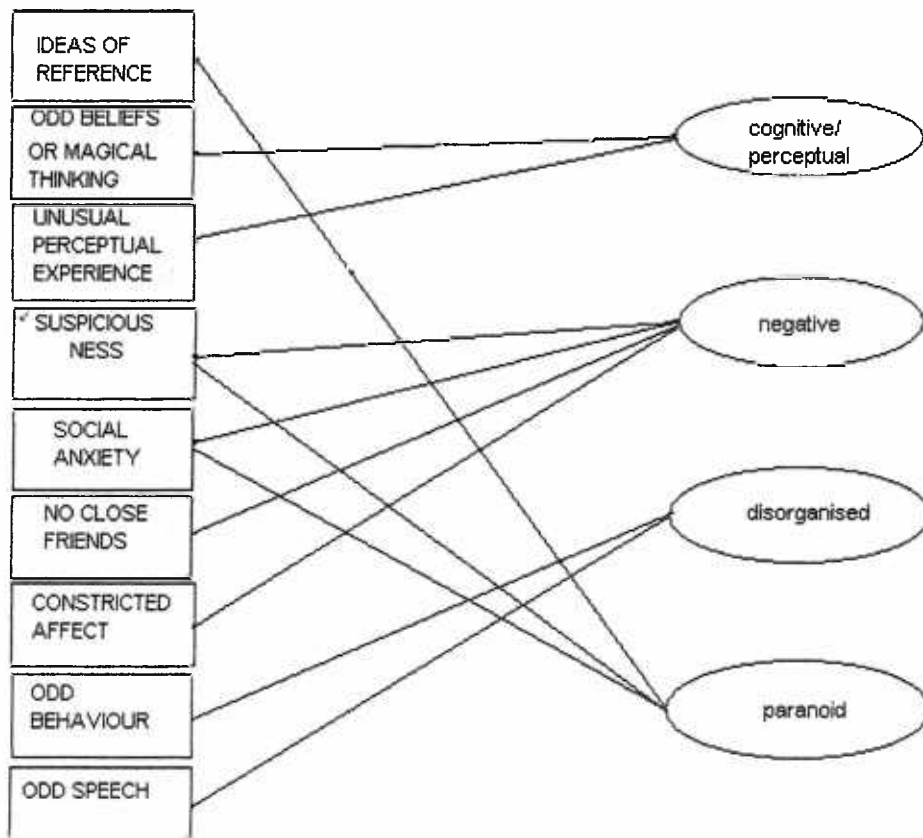 IDEAS OF
REFERENCE
ODD BELIEFS
OR MAGICAL
THINKING
UNUSUAL
PERCEPTUAL
EXPERIENCE
SUSPICIOUS
NESS
SOCIAL
ANXIETY
NO CLOSE
FRIENDS
CONSTRICTED
AFFECT
ODD
BEHAVIOUR
ODD SPEECH
cognitive/
perceptual
negative
disorganised
paranoid